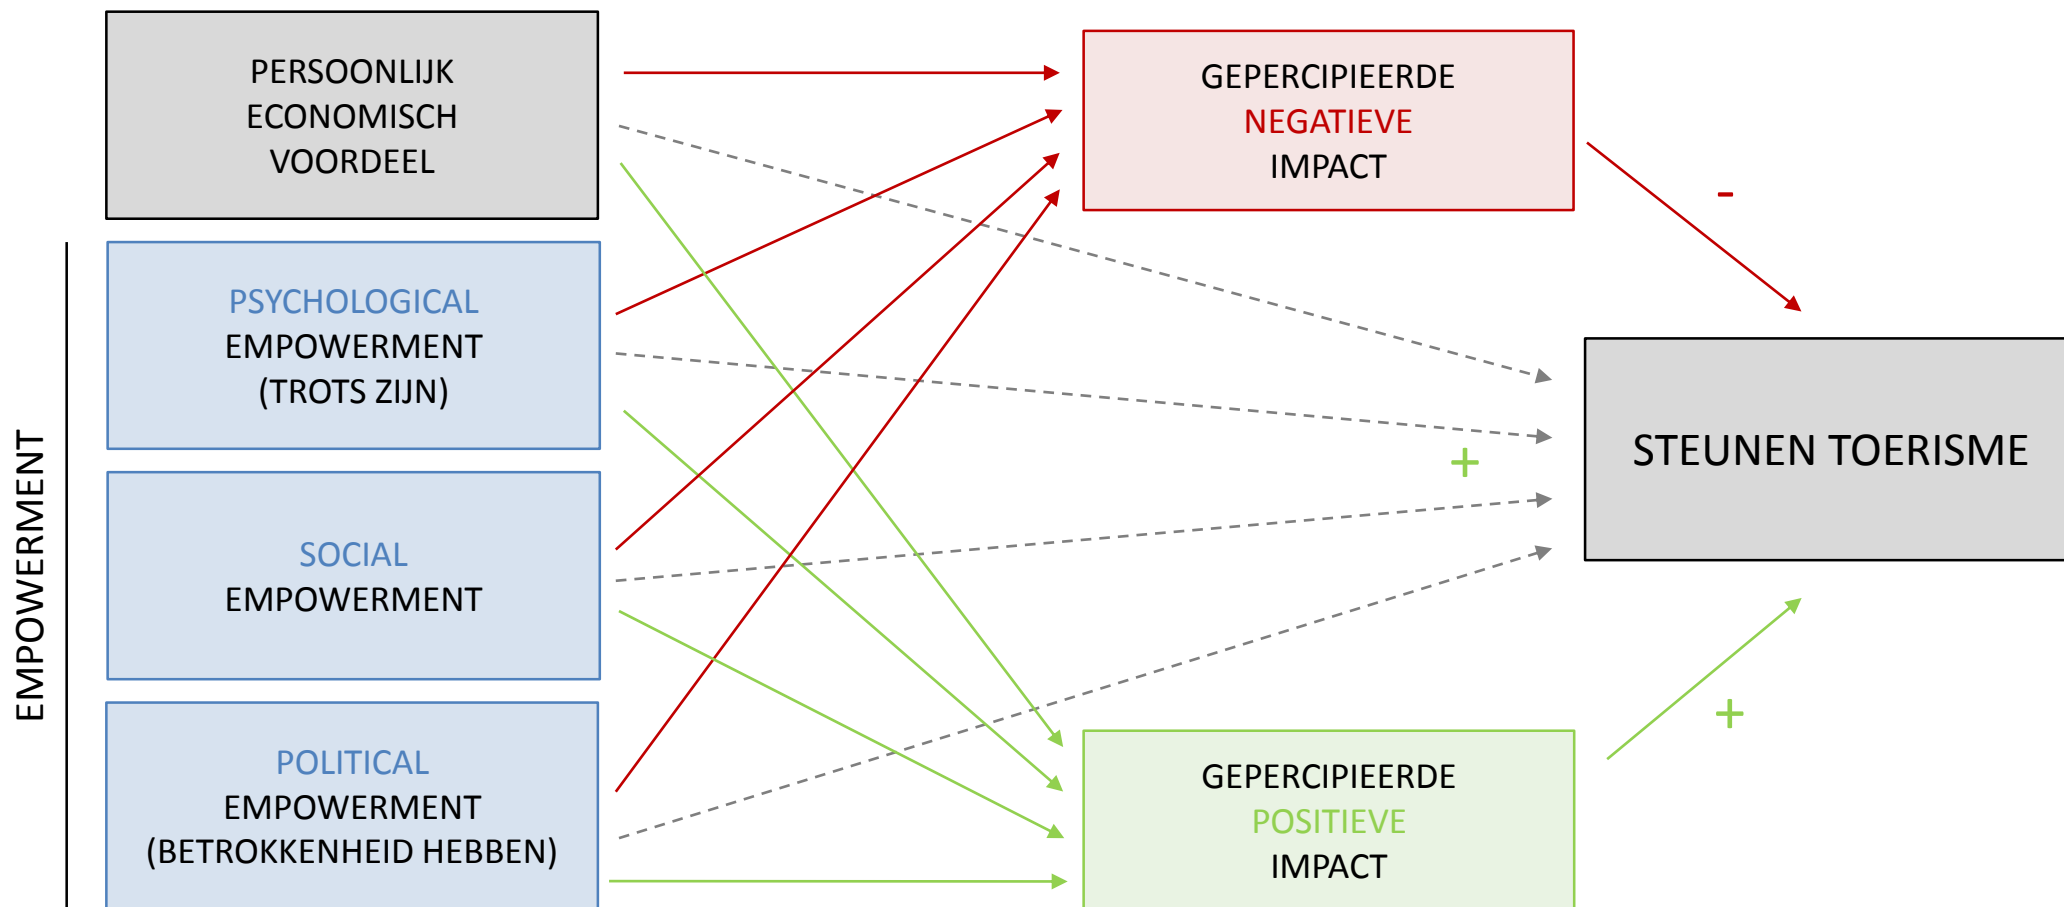 PERSOONLIJK
ECONOMISCH
VOORDEEL
GEPERCIPIEERDE
NEGATIEVE
IMPACT
-
EMPOWERMENT
PSYCHOLOGICAL
EMPOWERMENT
(TROTS ZIJN)
+
STEUNEN TOERISME
SOCIAL
EMPOWERMENT
POLITICAL
EMPOWERMENT
(BETROKKENHEID HEBBEN)
GEPERCIPIEERDE
POSITIEVE
IMPACT
+